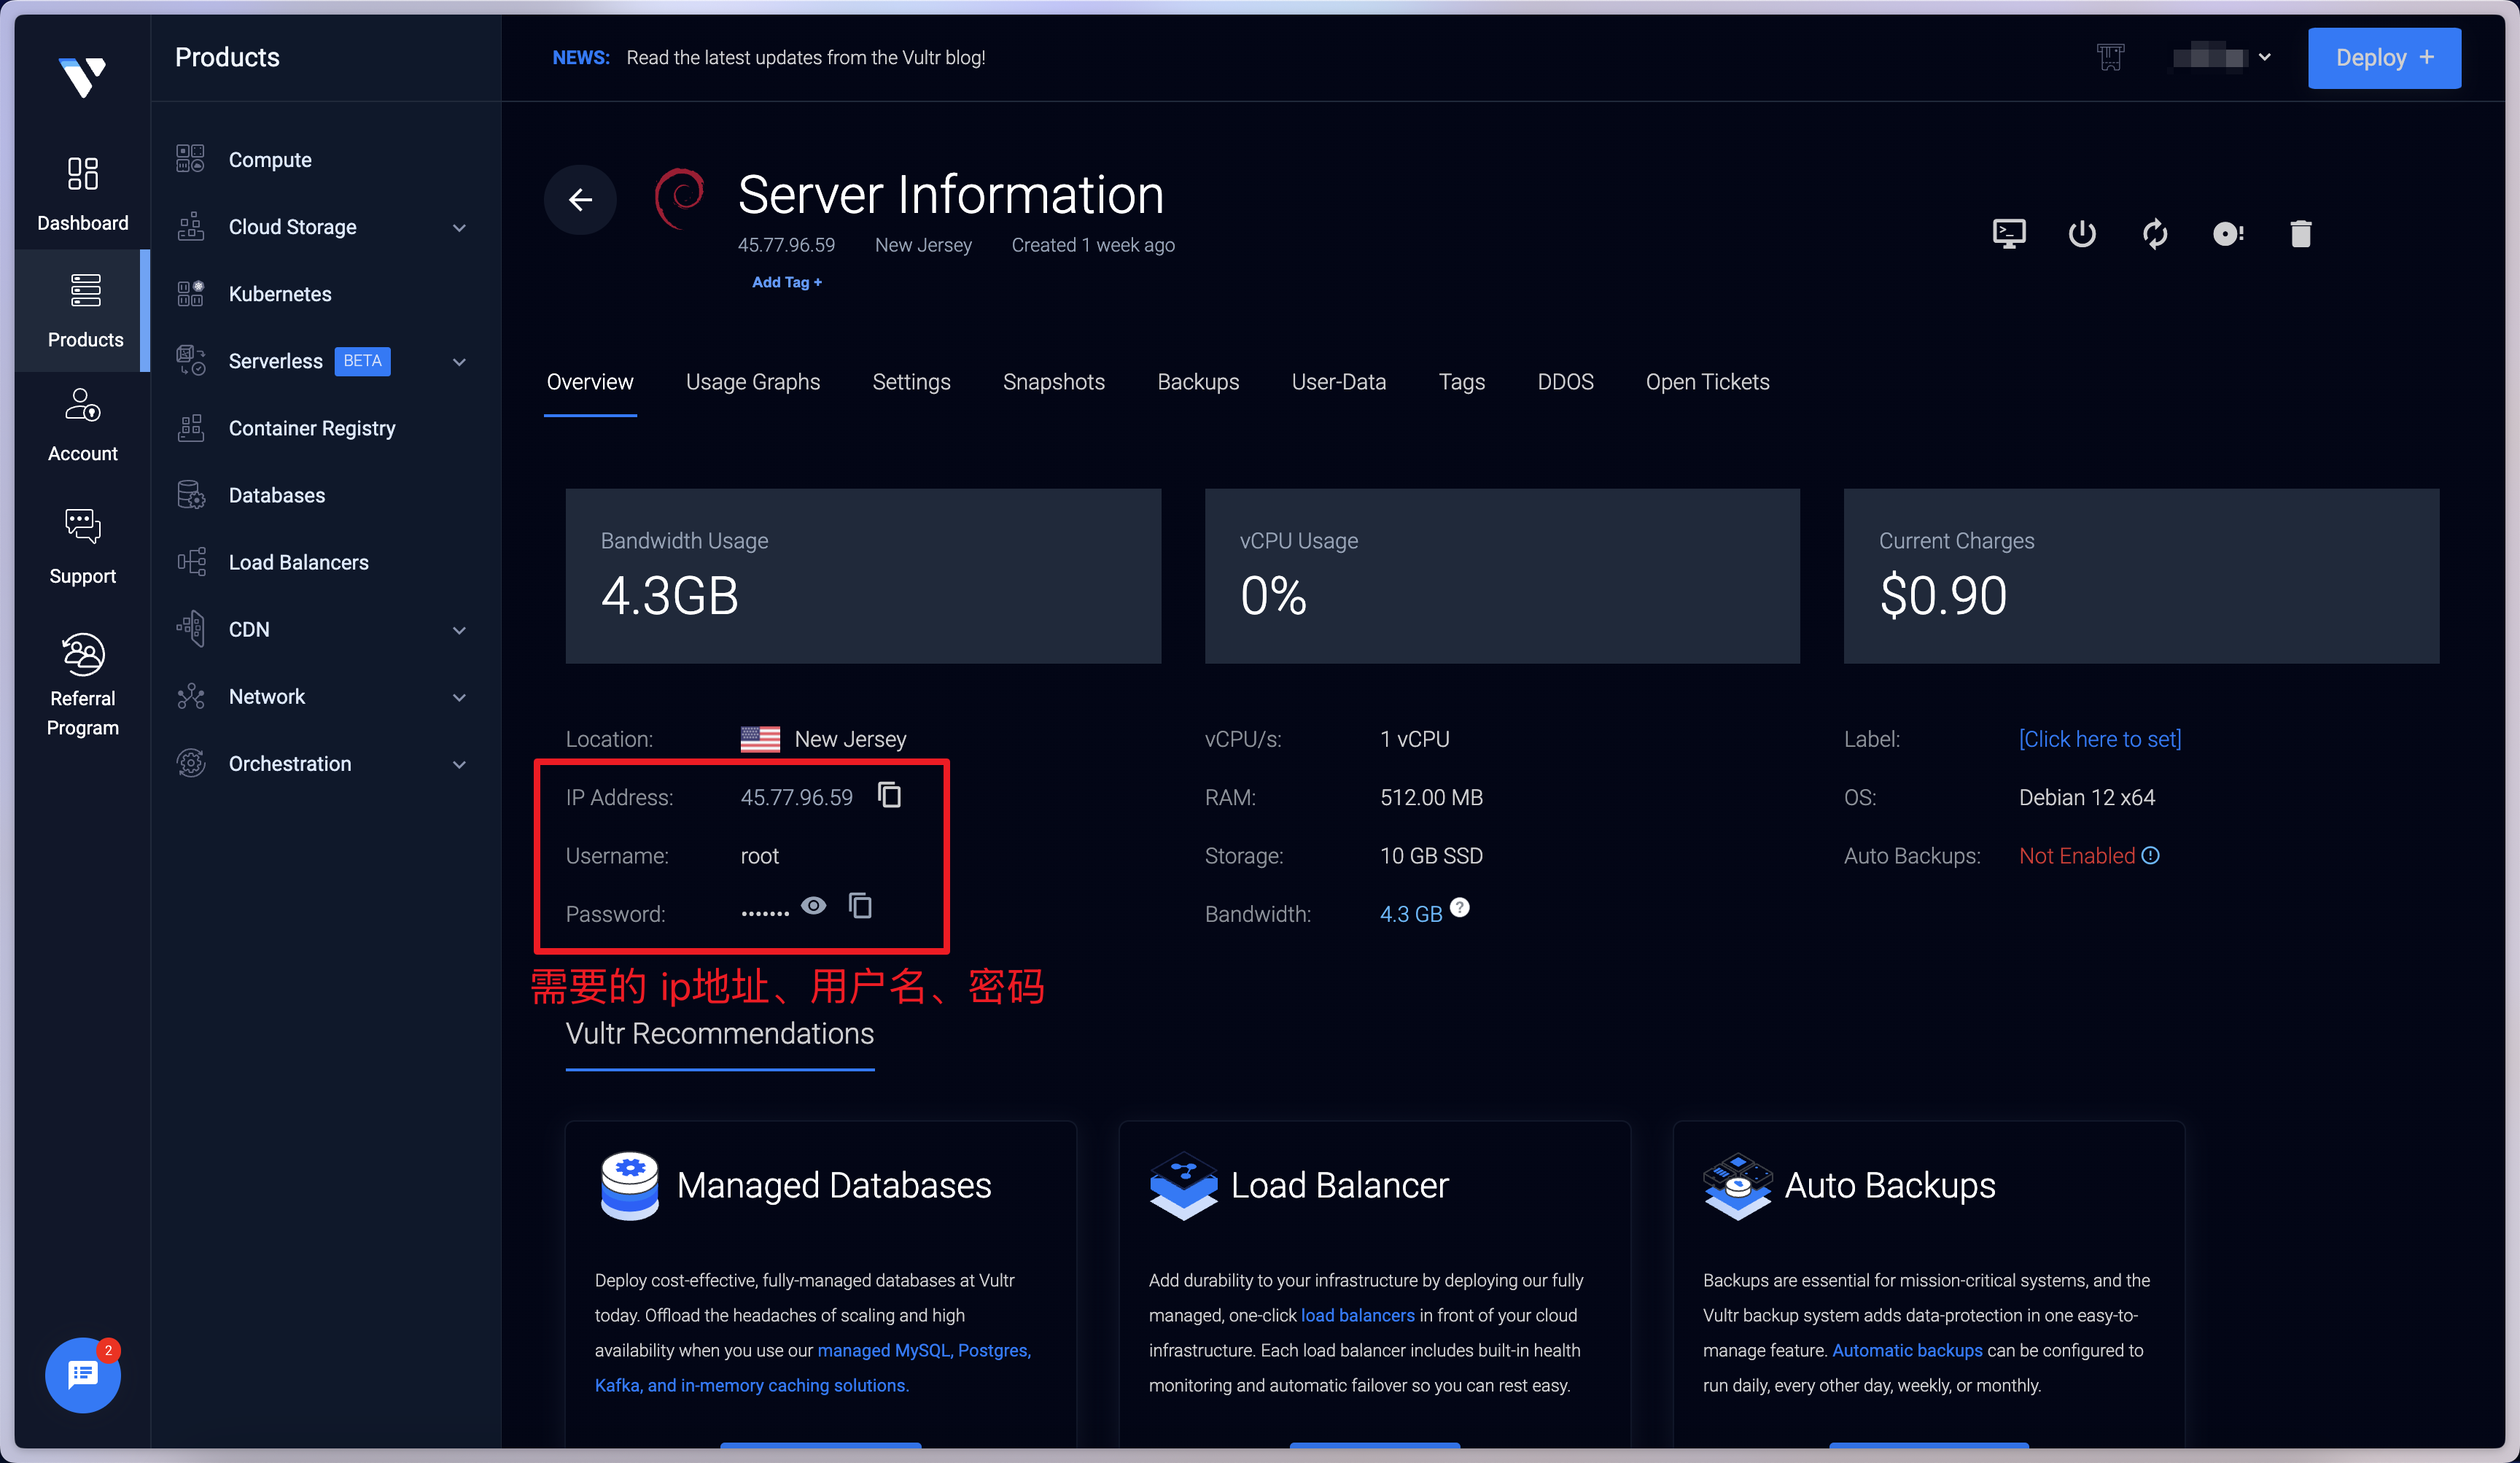 Products
NEWS: Read the latest updates from the Vultr blog!
Deploy +
Dashboard
Products
Account
Support
Referral
Program
2
Compute
Cloud Storage
Kubernetes
Serverless BETA
Container Registry
Databases
Load Balancers
CDN
Network
Orchestration
Server Information
45.77.96.59 New Jersey Created 1 week ago
Add Tag +
Overview Usage Graphs Settings Snapshots Backups User-Data Tags DDOS Open Tickets
Bandwidth Usage
4.3GB
vCPU Usage
0%
Current Charges
$0.90
Location: New Jersey
IP Address: 45.77.96.59
Username: root
Password: •••••••
vCPU/s: 1 vCPU
RAM: 512.00 MB
Storage: 10 GB SSD
Bandwidth: 4.3 GB ?
Label: [Click here to set]
OS: Debian 12 x64
Auto Backups: Not Enabled
需要的 ip地址、用户名、密码
Vultr Recommendations
Managed Databases
Deploy cost-effective, fully-managed databases at Vultr
today. Offload the headaches of scaling and high
availability when you use our managed MySQL, Postgres,
Kafka, and in-memory caching solutions.
Load Balancer
Add durability to your infrastructure by deploying our fully
managed, one-click load balancers in front of your cloud
infrastructure. Each load balancer includes built-in health
monitoring and automatic failover so you can rest easy.
Auto Backups
Backups are essential for mission-critical systems, and the
Vultr backup system adds data-protection in one easy-to-
manage feature. Automatic backups can be configured to
run daily, every other day, weekly, or monthly.